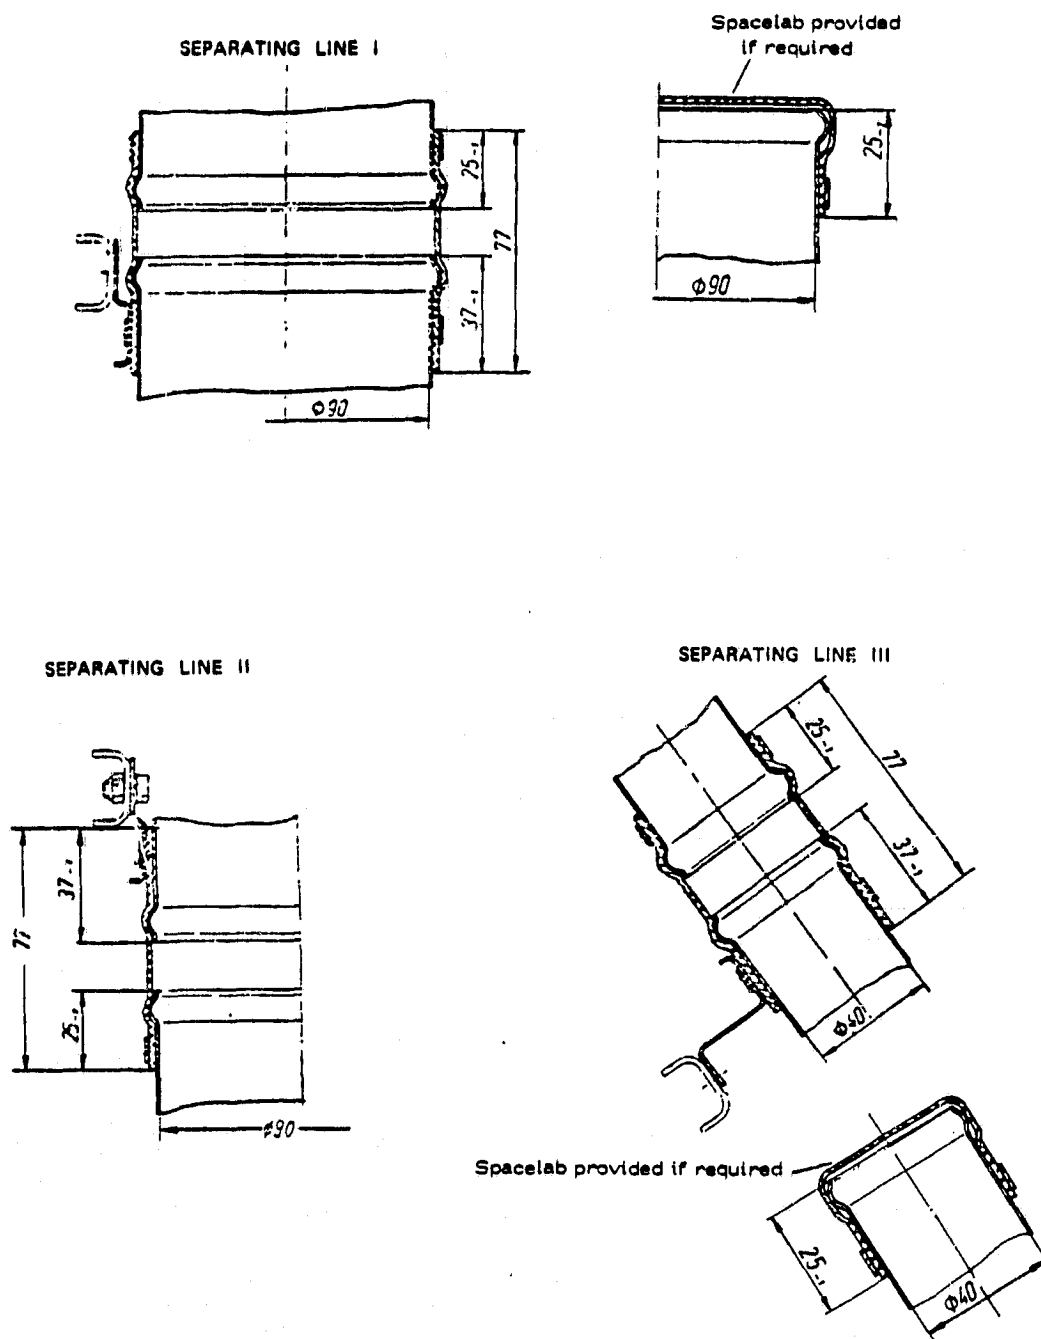 SEPARATING LINE I
Spacelab provided
if required
25₋₁
77
37₋₁
Φ90
25₋₁
Φ90
SEPARATING LINE II
SEPARATING LINE III
37₋₁
77
25₋₁
Φ90
25₋₁
77
37₋₁
Spacelab provided if required
25₋₁
Φ40